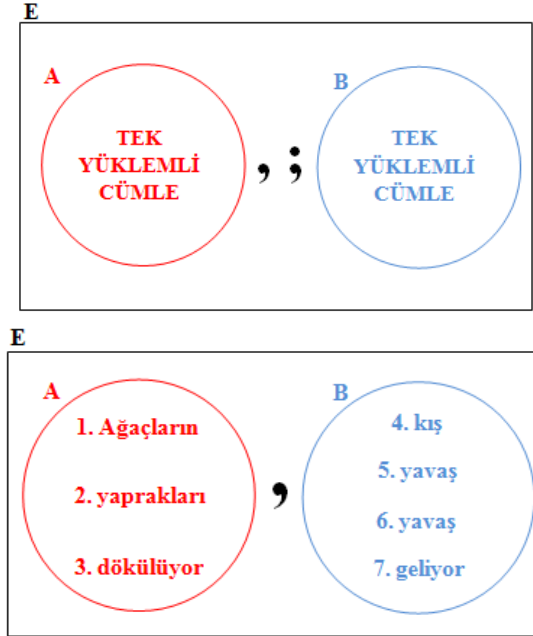 E
A
B
TEK
YÜKLEMLİ
CÜMLE
, ;
TEK
YÜKLEMLİ
CÜMLE
E
A
B
1. Ağaçların
2. yaprakları
3. dökülüyor
,
4. kış
5. yavaş
6. yavaş
7. geliyor